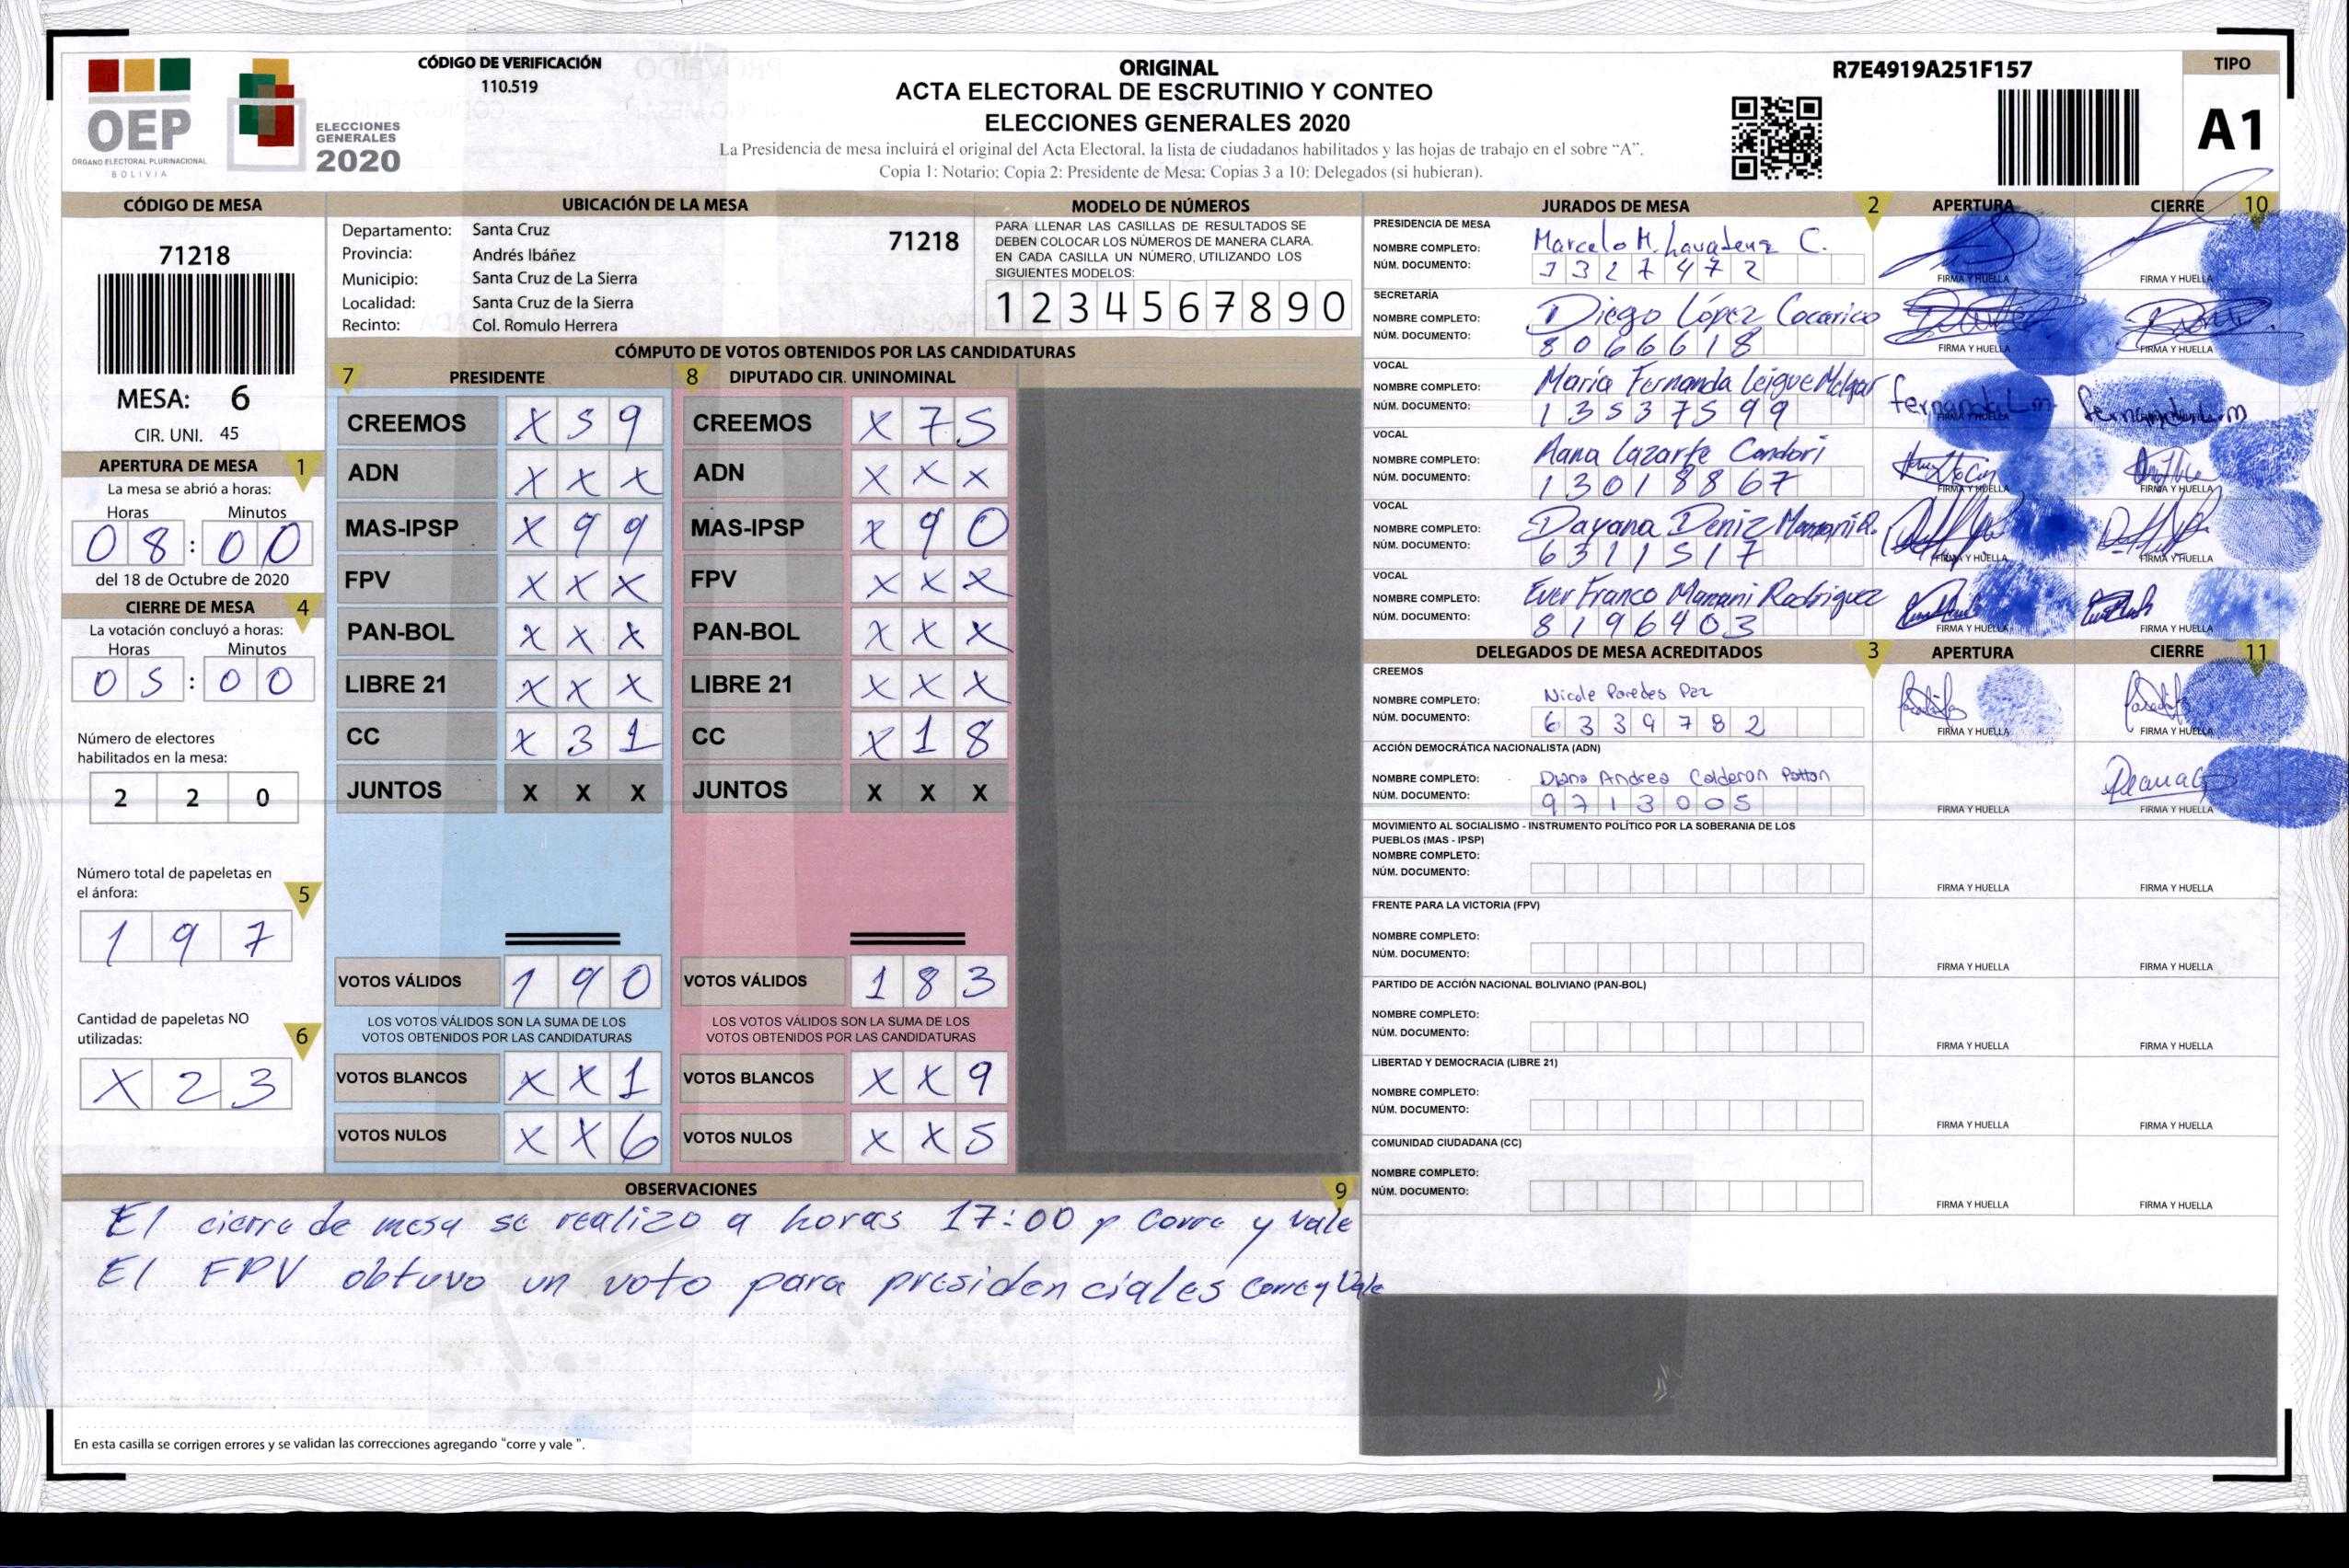 CÓDIGO DE VERIFICACIÓN
110.519
OEP
ÓRGANO ELECTORAL PLURINACIONAL
BOLIVIA
ELECCIONES
GENERALES
2020
ORIGINAL
ACTA ELECTORAL DE ESCRUTINIO Y CONTEO
ELECCIONES GENERALES 2020
La Presidencia de mesa incluirá el original del Acta Electoral, la lista de ciudadanos habilitados y las hojas de trabajo en el sobre “A”.
Copia 1: Notario; Copia 2: Presidente de Mesa; Copias 3 a 10: Delegados (si hubieran).
R7E4919A251F157
TIPO
A1
CÓDIGO DE MESA
71218
MESA: 6
CIR. UNI. 45
APERTURA DE MESA 1
La mesa se abrió a horas:
Horas Minutos
08:00
del 18 de Octubre de 2020
CIERRE DE MESA 4
La votación concluyó a horas:
Horas Minutos
05:00
Número de electores
habilitados en la mesa:
2 2 0
Número total de papeletas en
el ánfora: 5
1 9 7
Cantidad de papeletas NO
utilizadas: 6
X 2 3
UBICACIÓN DE LA MESA
Departamento: Santa Cruz
Provincia: Andrés Ibáñez
Municipio: Santa Cruz de La Sierra
Localidad: Santa Cruz de la Sierra
Recinto: Col. Romulo Herrera
71218
MODELO DE NÚMEROS
PARA LLENAR LAS CASILLAS DE RESULTADOS SE
DEBEN COLOCAR LOS NÚMEROS DE MANERA CLARA.
EN CADA CASILLA UN NÚMERO, UTILIZANDO LOS
SIGUIENTES MODELOS:
1 2 3 4 5 6 7 8 9 0
CÓMPUTO DE VOTOS OBTENIDOS POR LAS CANDIDATURAS
7 PRESIDENTE 8 DIPUTADO CIR. UNINOMINAL
CREEMOS X 5 9 CREEMOS X 7 5
ADN X X X ADN X X X
MAS-IPSP X 9 9 MAS-IPSP X 9 0
FPV X X X FPV X X X
PAN-BOL X X X PAN-BOL X X X
LIBRE 21 X X X LIBRE 21 X X X
CC X 3 1 CC X 1 8
JUNTOS X X X JUNTOS X X X
VOTOS VÁLIDOS 1 9 0 VOTOS VÁLIDOS 1 8 3
LOS VOTOS VÁLIDOS SON LA SUMA DE LOS LOS VOTOS VÁLIDOS SON LA SUMA DE LOS
VOTOS OBTENIDOS POR LAS CANDIDATURAS VOTOS OBTENIDOS POR LAS CANDIDATURAS
VOTOS BLANCOS X X 1 VOTOS BLANCOS X X 9
VOTOS NULOS X X 6 VOTOS NULOS X X 5
OBSERVACIONES 9
El cierre de mesa se realizo a horas 17:00 p Corre y Vale
El FPV obtuvo un voto para presidenciales Corre y Vale
En esta casilla se corrigen errores y se validan las correcciones agregando “corre y vale ”.
JURADOS DE MESA 2 APERTURA CIERRE 10
PRESIDENCIA DE MESA
NOMBRE COMPLETO: Marcelo M. Lavadenz C.
NÚM. DOCUMENTO: 1327472
FIRMA Y HUELLA FIRMA Y HUELLA
SECRETARÍA
NOMBRE COMPLETO: Diego López Cocarico
NÚM. DOCUMENTO: 8066618
FIRMA Y HUELLA FIRMA Y HUELLA
VOCAL
NOMBRE COMPLETO: María Fernanda Leigue Melgar
NÚM. DOCUMENTO: 13537599
FIRMA Y HUELLA
VOCAL
NOMBRE COMPLETO: Aana Lazarte Condori
NÚM. DOCUMENTO: 13018867
FIRMA Y HUELLA FIRMA Y HUELLA
VOCAL
NOMBRE COMPLETO: Dayana Deniz Mamani R.
NÚM. DOCUMENTO: 6311517
FIRMA Y HUELLA FIRMA Y HUELLA
VOCAL
NOMBRE COMPLETO: Ever Franco Mamani Rodriguez
NÚM. DOCUMENTO: 8196403
FIRMA Y HUELLA FIRMA Y HUELLA
DELEGADOS DE MESA ACREDITADOS 3 APERTURA CIERRE 11
CREEMOS
NOMBRE COMPLETO: Nicole Paredes Paz
NÚM. DOCUMENTO: 6339782
FIRMA Y HUELLA FIRMA Y HUELLA
ACCIÓN DEMOCRÁTICA NACIONALISTA (ADN)
NOMBRE COMPLETO: Diana Andrea Calderon
NÚM. DOCUMENTO: 9713005
FIRMA Y HUELLA FIRMA Y HUELLA
MOVIMIENTO AL SOCIALISMO - INSTRUMENTO POLÍTICO POR LA SOBERANIA DE LOS
PUEBLOS (MAS - IPSP)
NOMBRE COMPLETO:
NÚM. DOCUMENTO:
FIRMA Y HUELLA FIRMA Y HUELLA
FRENTE PARA LA VICTORIA (FPV)
NOMBRE COMPLETO:
NÚM. DOCUMENTO:
FIRMA Y HUELLA FIRMA Y HUELLA
PARTIDO DE ACCIÓN NACIONAL BOLIVIANO (PAN-BOL)
NOMBRE COMPLETO:
NÚM. DOCUMENTO:
FIRMA Y HUELLA FIRMA Y HUELLA
LIBERTAD Y DEMOCRACIA (LIBRE 21)
NOMBRE COMPLETO:
NÚM. DOCUMENTO:
FIRMA Y HUELLA FIRMA Y HUELLA
COMUNIDAD CIUDADANA (CC)
NOMBRE COMPLETO:
NÚM. DOCUMENTO:
FIRMA Y HUELLA FIRMA Y HUELLA